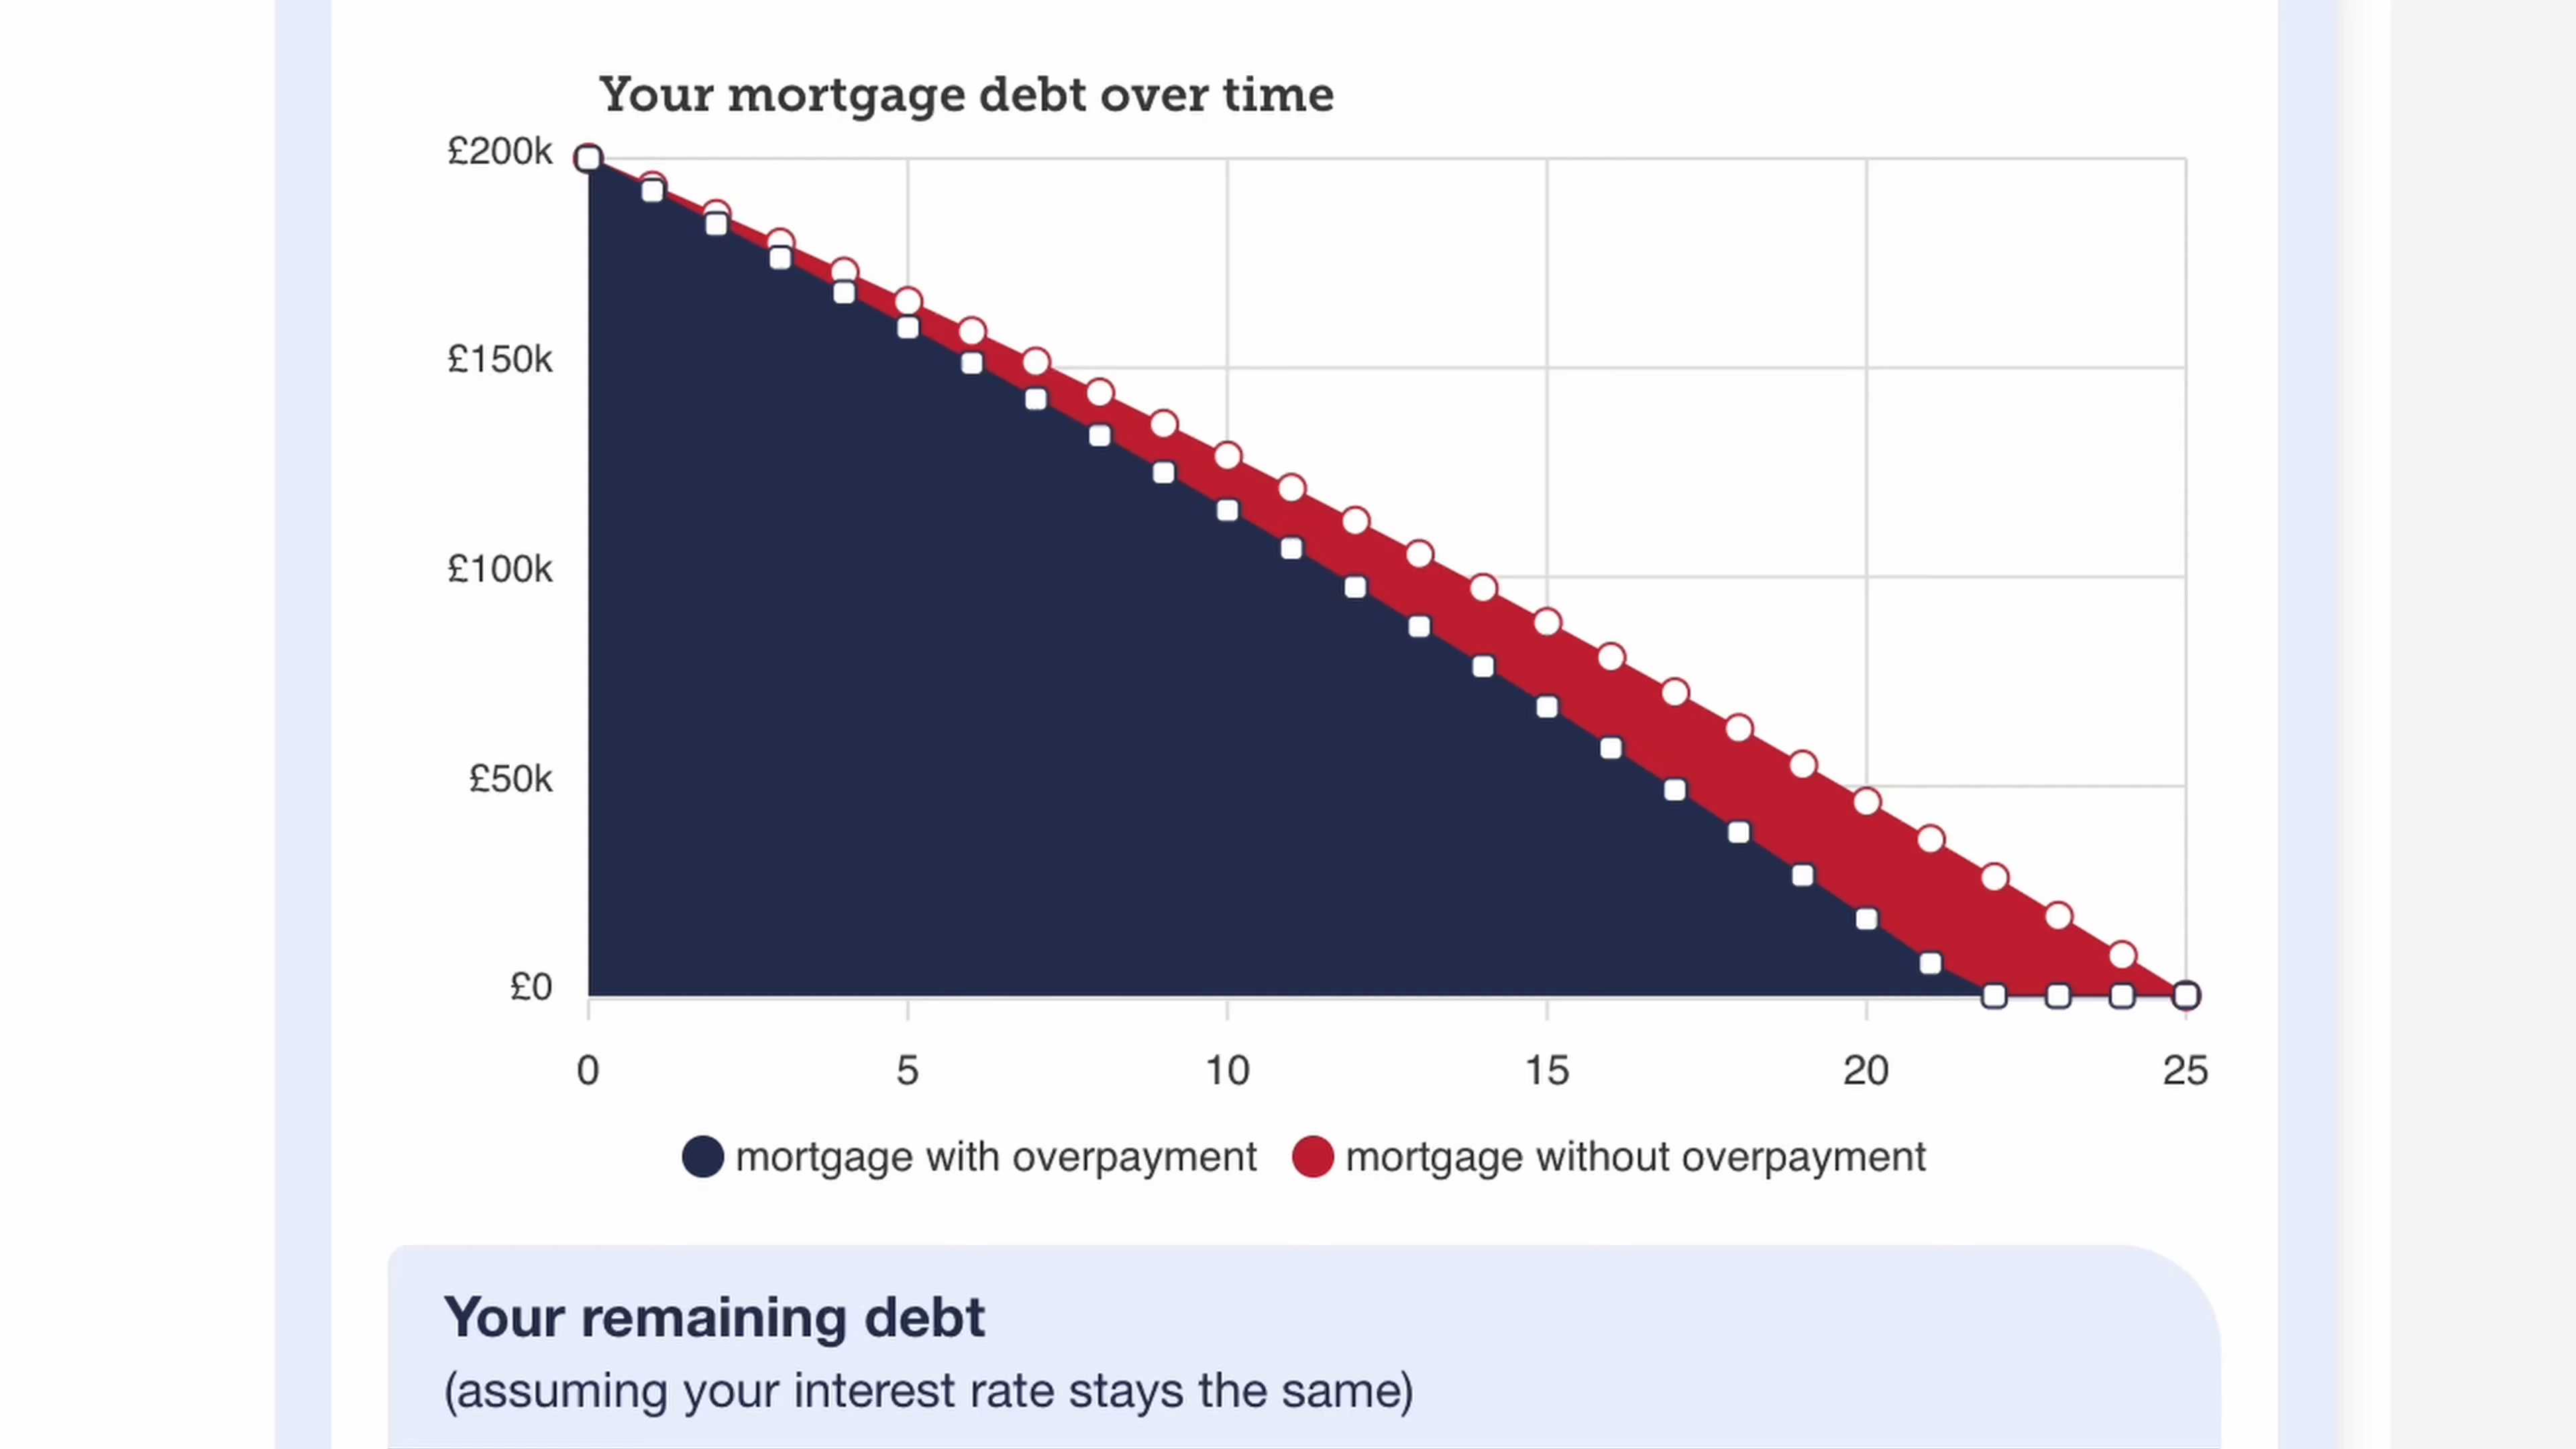 Your mortgage debt over time
£200k
£150k
£100k
£50k
£0
0 5 10 15 20 25
mortgage with overpayment mortgage without overpayment
Your remaining debt
(assuming your interest rate stays the same)